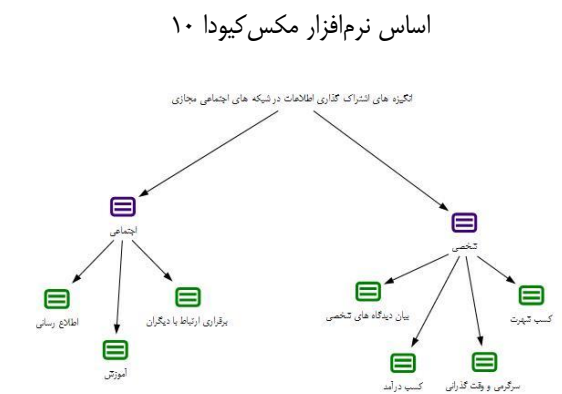 اساس نرم‌افزار مکس‌کیودا ۱۰
انگیزه های اشتراک گذاری اطلاعات در شبکه های اجتماعی مجازی
اجتماعی
شخصی
برقراری ارتباط با دیگران
اطلاع رسانی
آموزش
کسب شهرت
بیان دیدگاه های شخصی
سرگرمی و وقت گذرانی
کسب درآمد